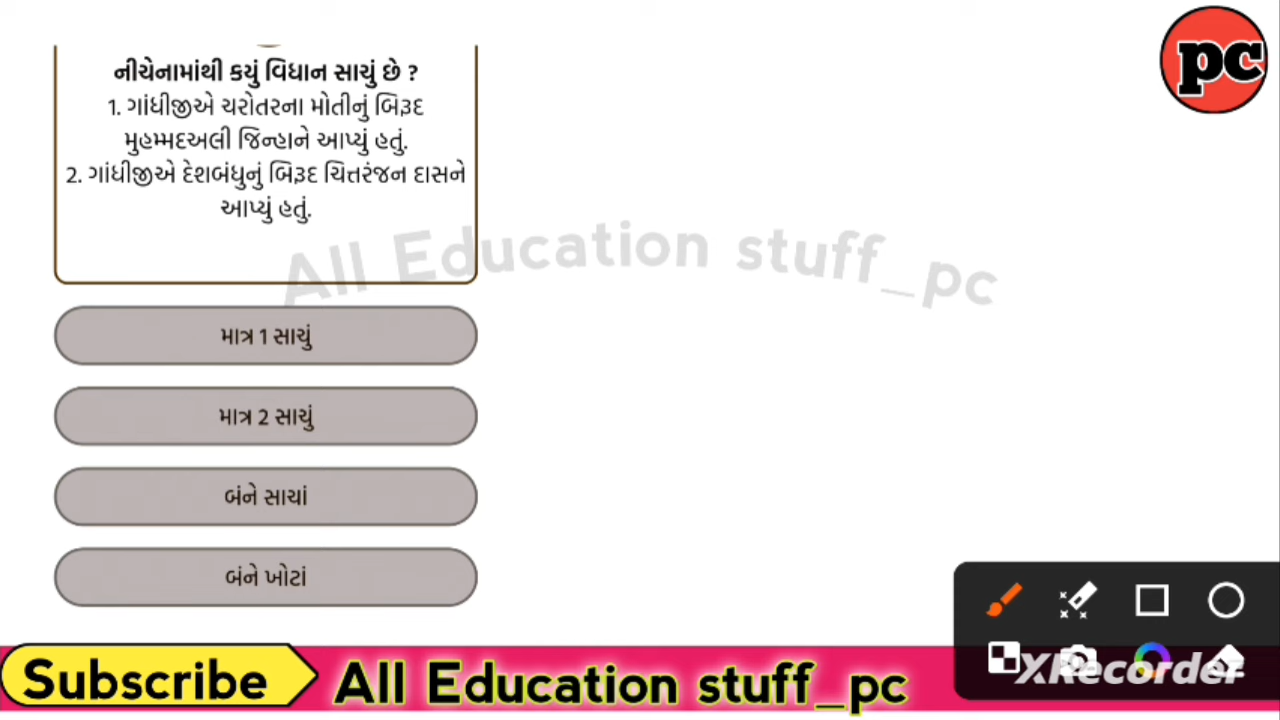 pc
નીચેનામાંથી કયું વિધાન સાચું છે ?
1. ગાંધીજીએ ચરોતરના મોતીનું બિરૂદ
મુહમ્મદઅલી જિન્હાને આપ્યું હતું.
2. ગાંધીજીએ દેશબંધુનું બિરૂદ ચિત્તરંજન દાસને
આપ્યું હતું.
All Education stuff_pc
માત્ર 1 સાચું
માત્ર 2 સાચું
બંને સાચાં
બંને ખોટાં
XRecorder
Subscribe All Education stuff_pc